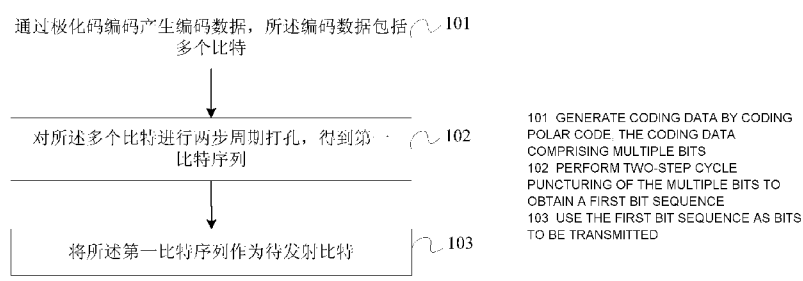 通过极化码编码产生编码数据，所述编码数据包括
多个比特
101
对所述多个比特进行两步周期打孔，得到第一
比特序列
102
将所述第一比特序列作为待发射比特
103
101 GENERATE CODING DATA BY CODING
POLAR CODE, THE CODING DATA
COMPRISING MULTIPLE BITS
102 PERFORM TWO-STEP CYCLE
PUNCTURING OF THE MULTIPLE BITS TO
OBTAIN A FIRST BIT SEQUENCE
103 USE THE FIRST BIT SEQUENCE AS BITS
TO BE TRANSMITTED